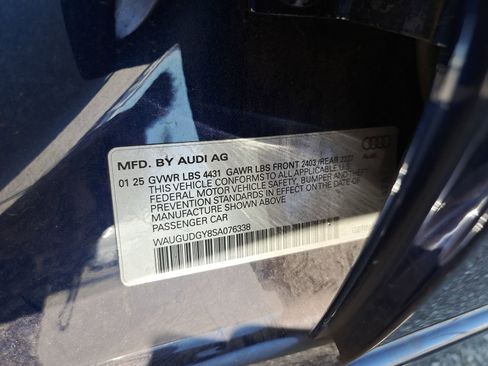 MFD. BY AUDI AG
01 25 GVWR LBS 4431 GAWR LBS FRONT 2403 /REAR
THIS VEHICLE CONFORMS TO ALL APPLICABLE U.S.
FEDERAL MOTOR VEHICLE SAFETY, BUMPER AND THEFT
PREVENTION STANDARDS IN EFFECT ON THE DATE OF
MANUFACTURE SHOWN ABOVE
PASSENGER CAR
WAUGUDGY8SA076338
Audi